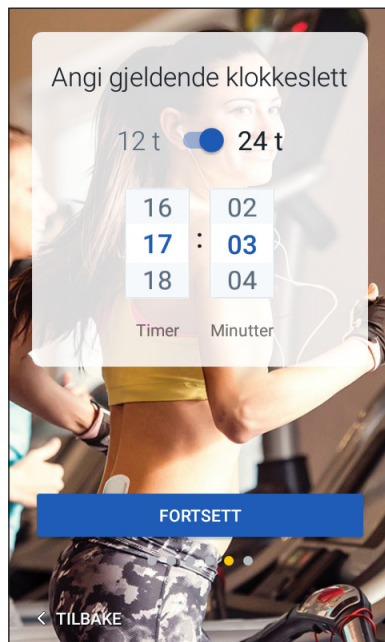 Angi gjeldende klokkeslett
12 t 24 t
16 02
17 : 03
18 04
Timer Minutter
FORTSETT
< TILBAKE